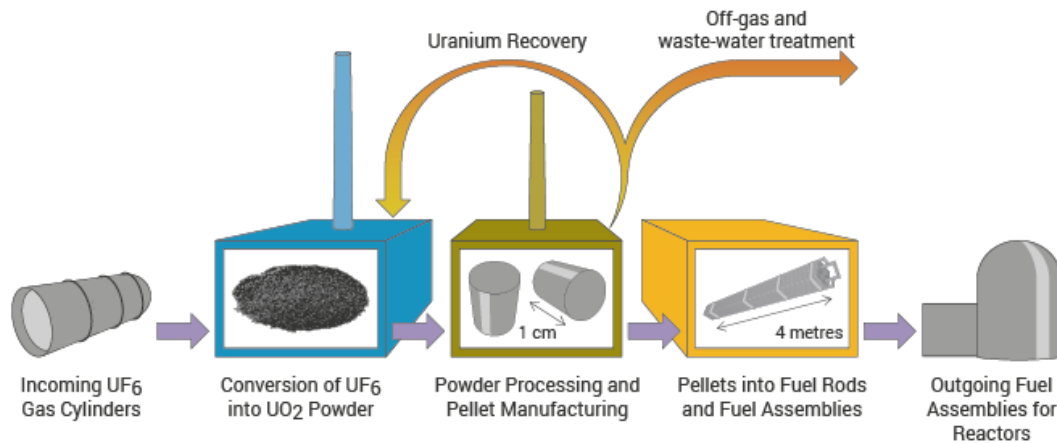 Uranium Recovery
Off-gas and
waste-water treatment
1 cm
4 metres
Incoming UF6
Gas Cylinders
Conversion of UF6
into UO2 Powder
Powder Processing and
Pellet Manufacturing
Pellets into Fuel Rods
and Fuel Assemblies
Outgoing Fuel
Assemblies for
Reactors